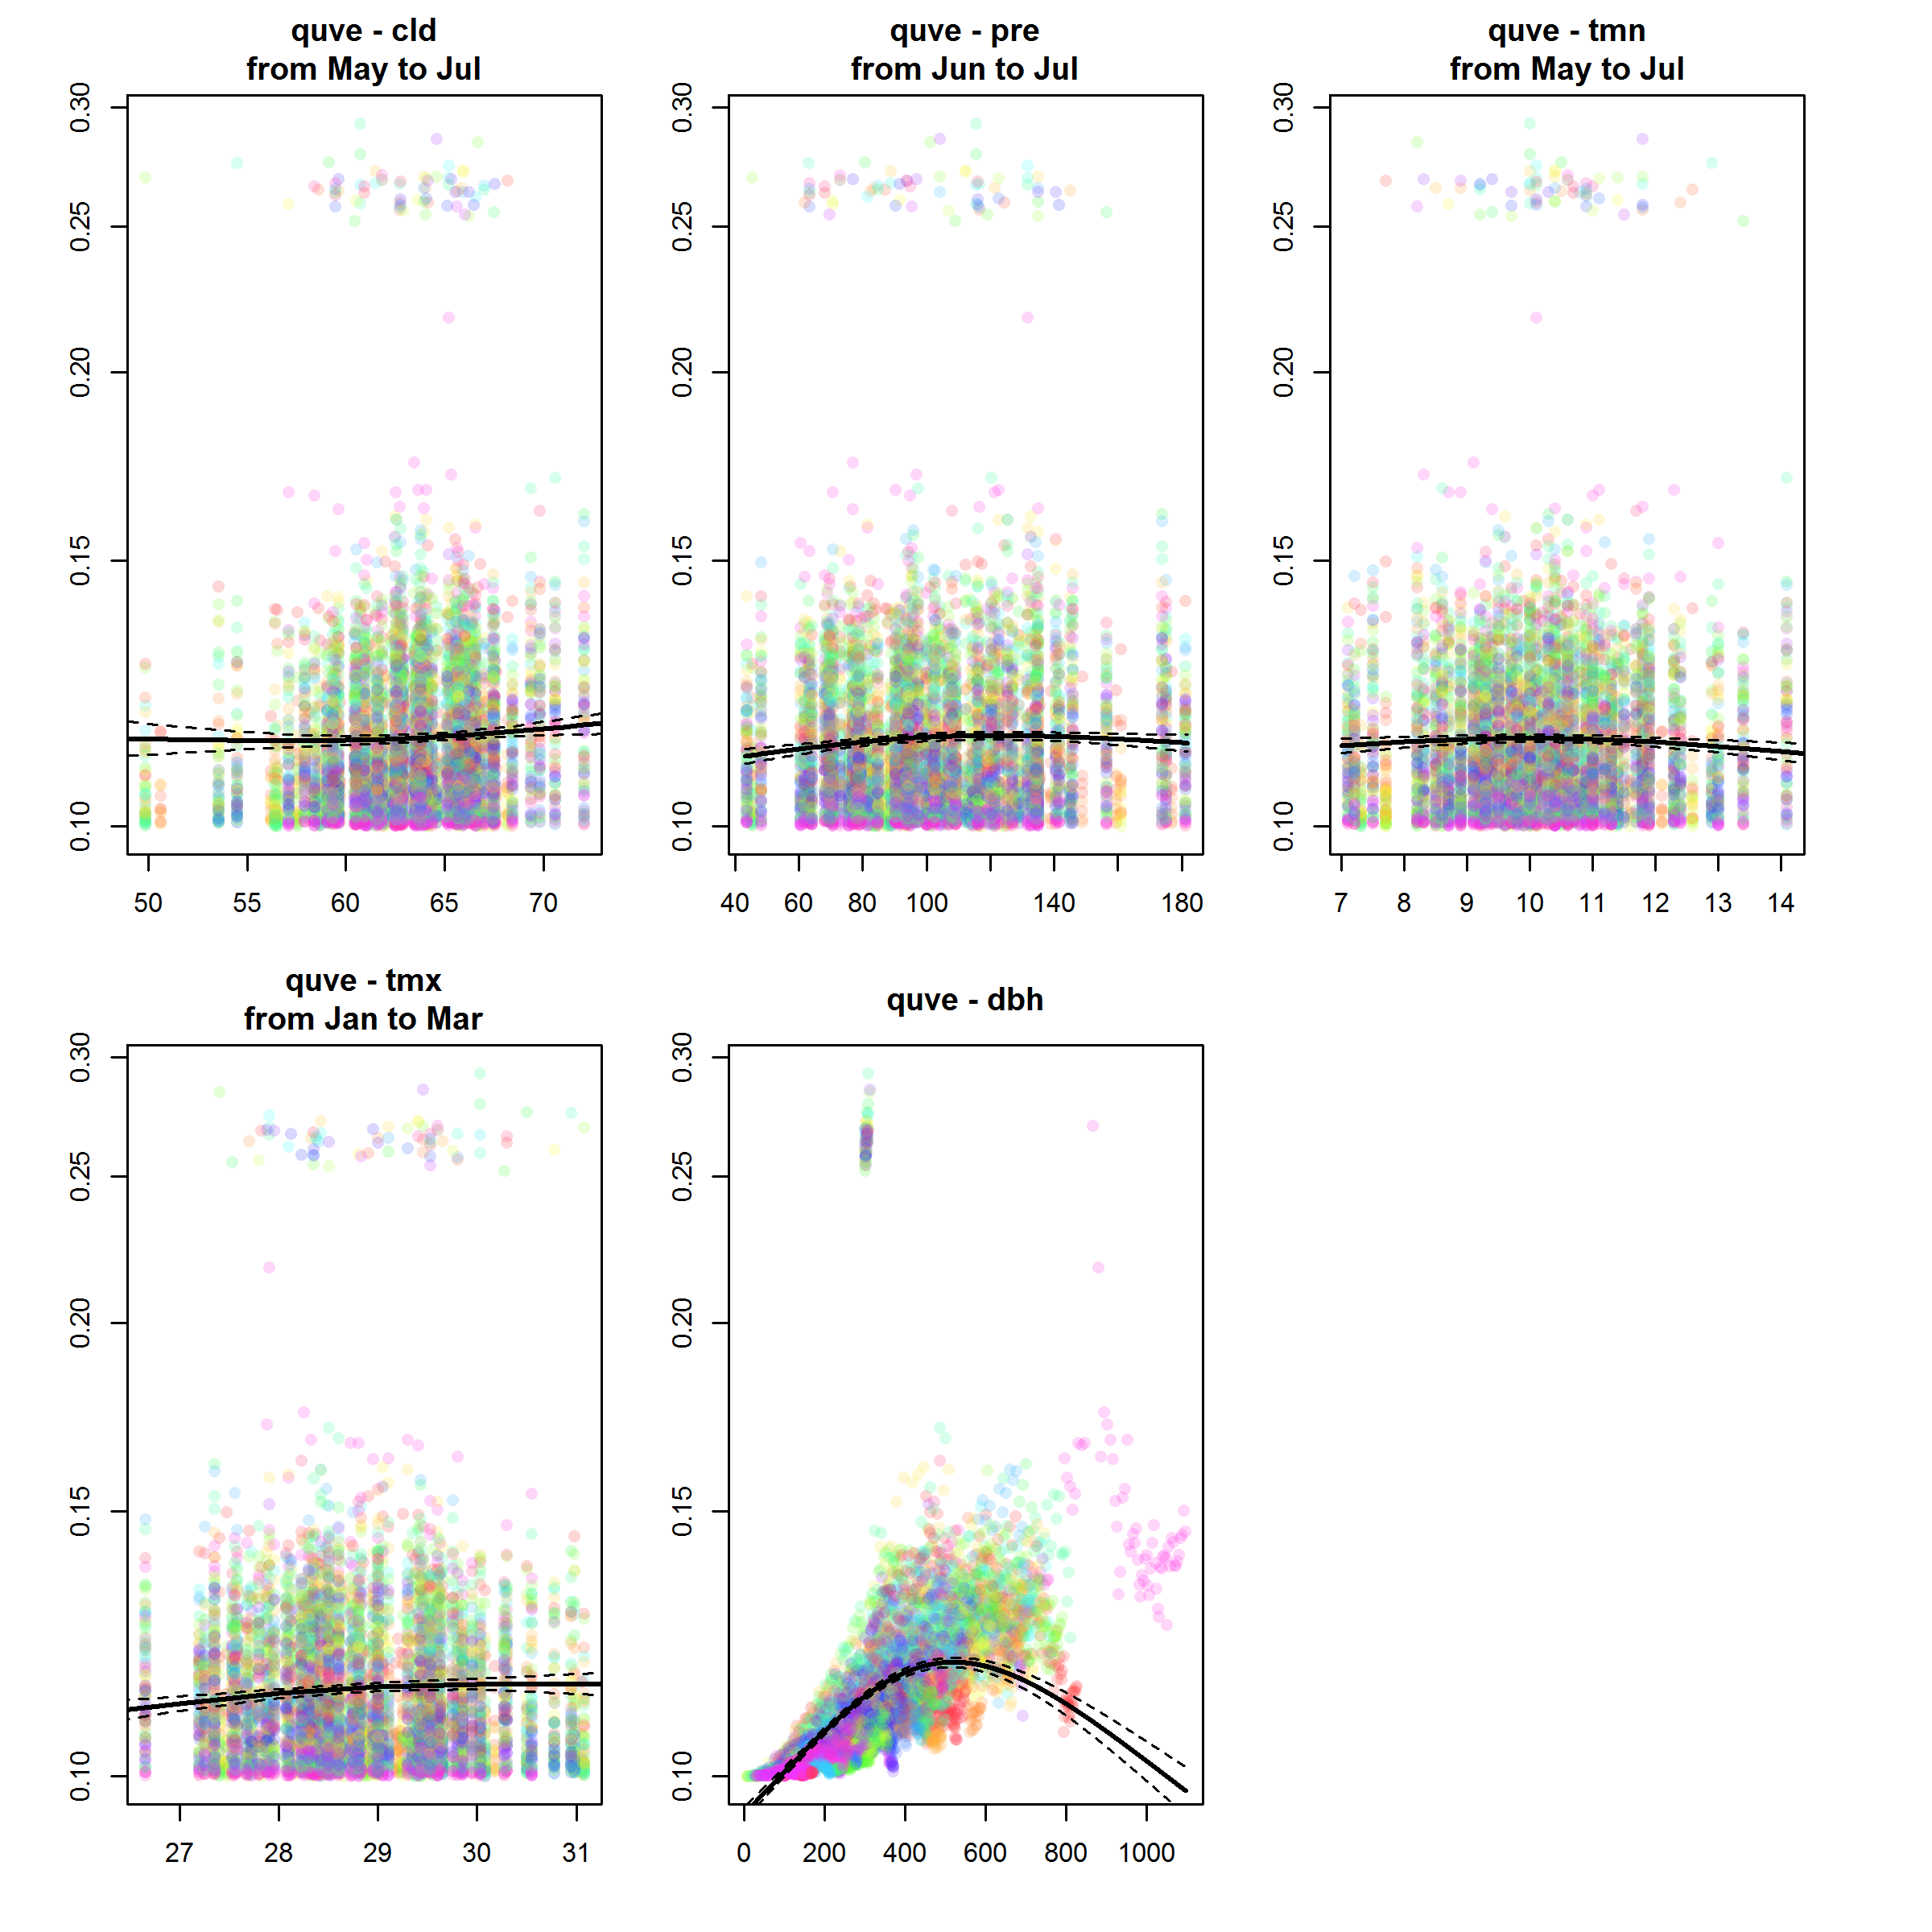 quve - cld
from May to Jul
0.10 0.15 0.20 0.25 0.30
50 55 60 65 70
quve - pre
from Jun to Jul
0.10 0.15 0.20 0.25 0.30
40 60 80 100 140 180
quve - tmn
from May to Jul
0.10 0.15 0.20 0.25 0.30
7 8 9 10 11 12 13 14
quve - tmx
from Jan to Mar
0.10 0.15 0.20 0.25 0.30
27 28 29 30 31
quve - dbh
0.10 0.15 0.20 0.25 0.30
0 200 400 600 800 1000